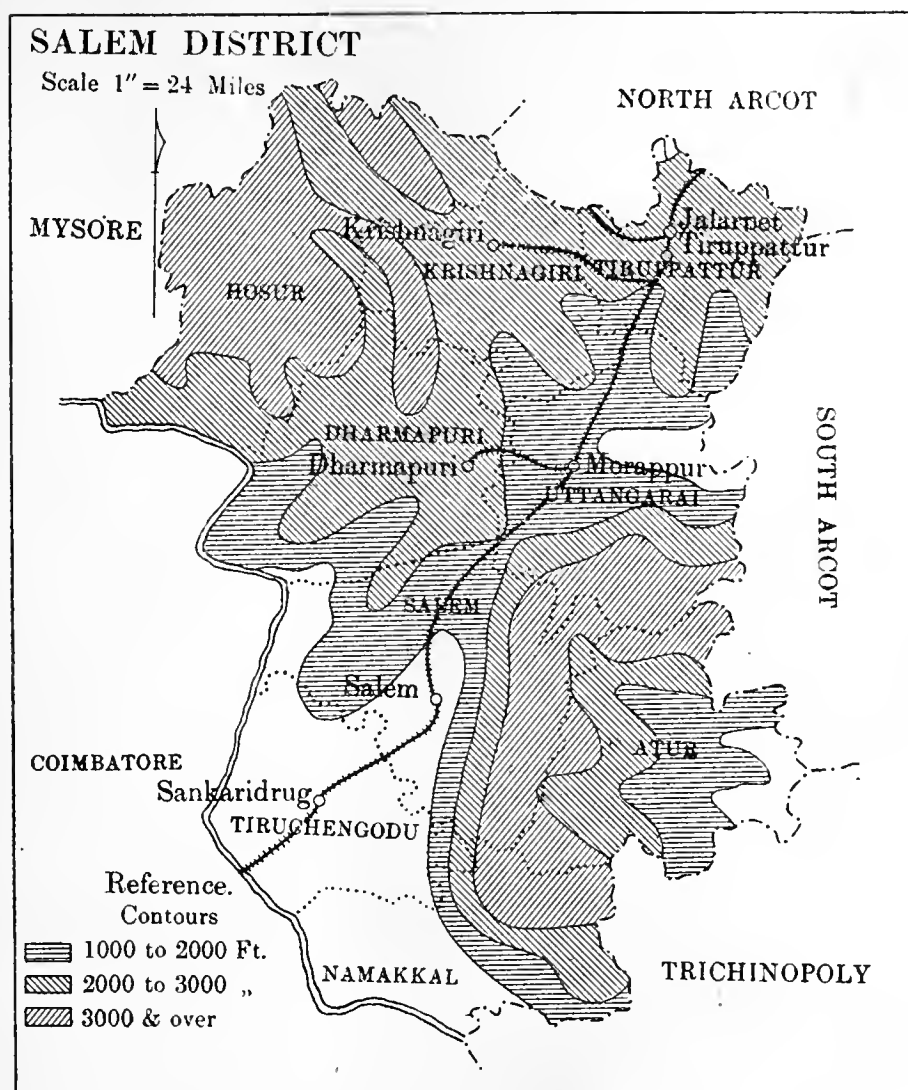 SALEM DISTRICT
Scale 1" = 24 Miles
NORTH ARCOT
MYSORE
Krishnagiri
Jalarpet
Tiruppattur
KRISHNAGIRI
TIRUPPATTUR
HOSUR
SOUTH ARCOT
DHARMAPURI
Dharmapuri
Morappur
UTTANGARAI
SALEM
Salem
ATUR
COIMBATORE
Sankaridrug
TIRUCHENGODU
Reference.
Contours
1000 to 2000 Ft.
2000 to 3000 „
3000 & over
NAMAKKAL
TRICHINOPOLY